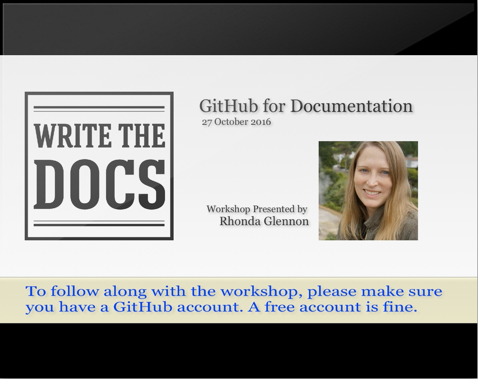 WRITE THE
DOCS
GitHub for Documentation
27 October 2016
Workshop Presented by
Rhonda Glennon
To follow along with the workshop, please make sure
you have a GitHub account. A free account is fine.